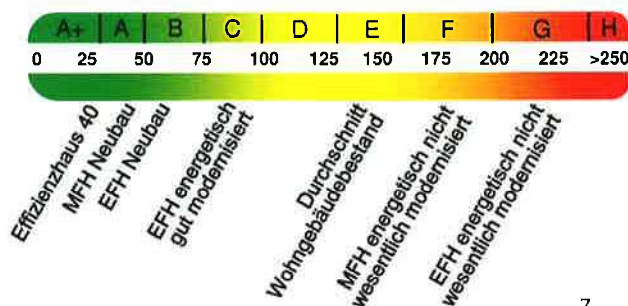 A+ A B C D E F G H
0 25 50 75 100 125 150 175 200 225 >250
Effizienzhaus 40
MFH Neubau
EFH Neubau
EFH energetisch
gut modernisiert
Durchschnitt
Wohngebäudebestand
MFH energetisch nicht
wesentlich modernisiert
EFH energetisch nicht
wesentlich modernisiert
7